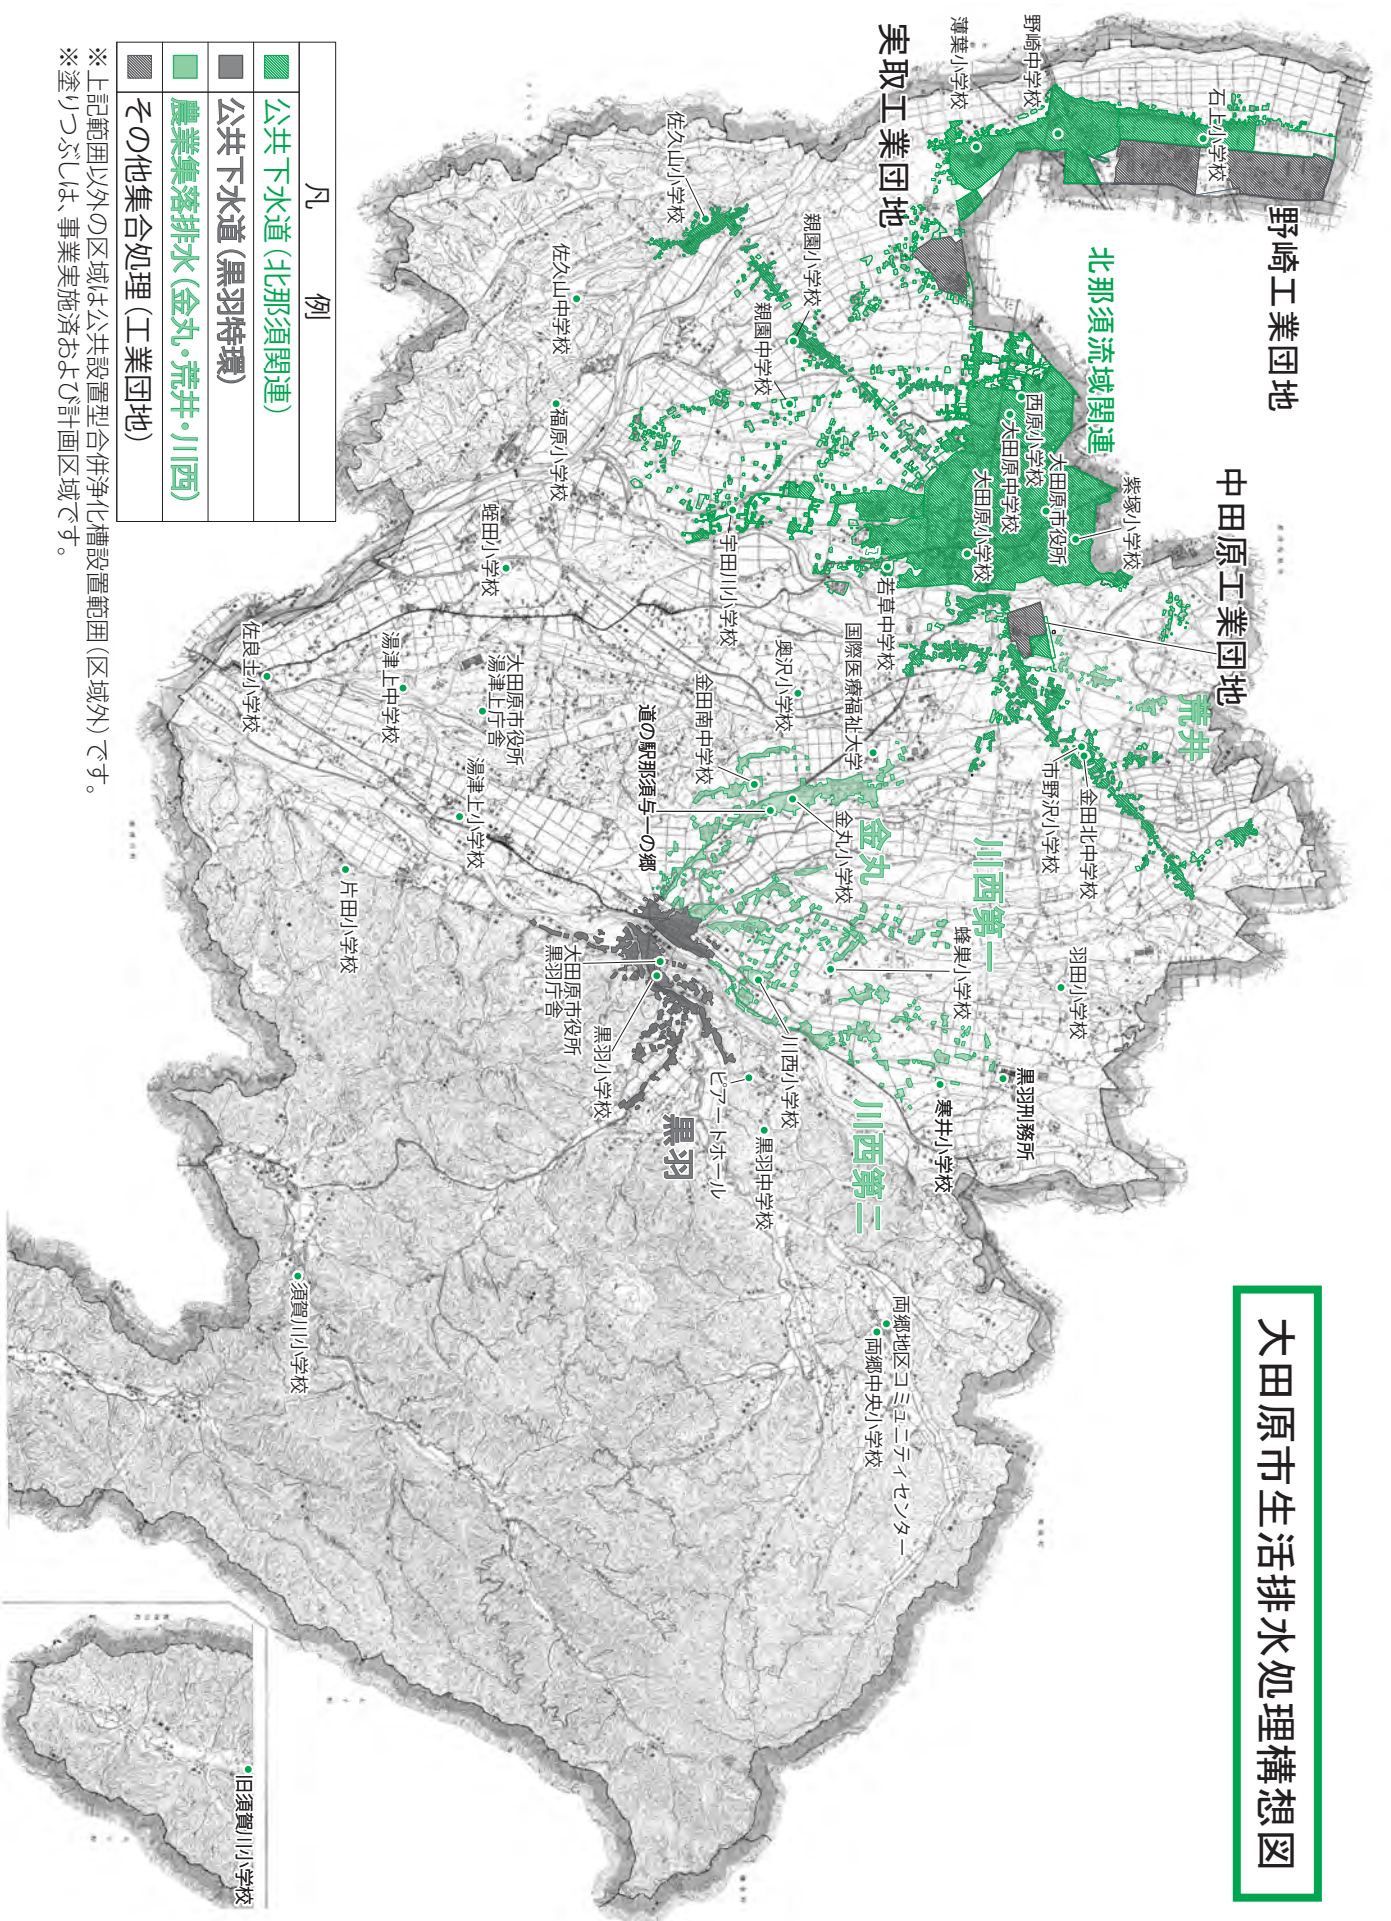 大田原市生活排水処理構想図
野崎工業団地
中田原工業団地
実取工業団地
北那須流域関連
荒井
金丸
川西第一
川西第二
黒羽
石上小学校
野崎中学校
薄葉小学校
佐久山小学校
佐久山中学校
親園小学校
親園中学校
福原小学校
西原小学校
大田原中学校
大田原市役所
大田原小学校
紫塚小学校
若草中学校
宇田川小学校
蛭田小学校
佐良土小学校
湯津上中学校
大田原市役所
湯津上庁舎
湯津上小学校
片田小学校
国際医療福祉大学
奥沢小学校
金田南中学校
道の駅那須与一の郷
金丸小学校
市野沢小学校
金田北中学校
羽田小学校
蜂巣小学校
黒羽刑務所
寒井小学校
川西小学校
黒羽中学校
ピアートホール
大田原市役所
黒羽庁舎
黒羽小学校
両郷地区コミュニティセンター
両郷中央小学校
須賀川小学校
旧須賀川小学校
凡 例
公共下水道(北那須関連)
公共下水道(黒羽特環)
農業集落排水(金丸・荒井・川西)
その他集合処理(工業団地)
※上記範囲以外の区域は公共設置型合併浄化槽設置範囲(区域外)です。
※塗りつぶしは、事業実施済および計画区域です。